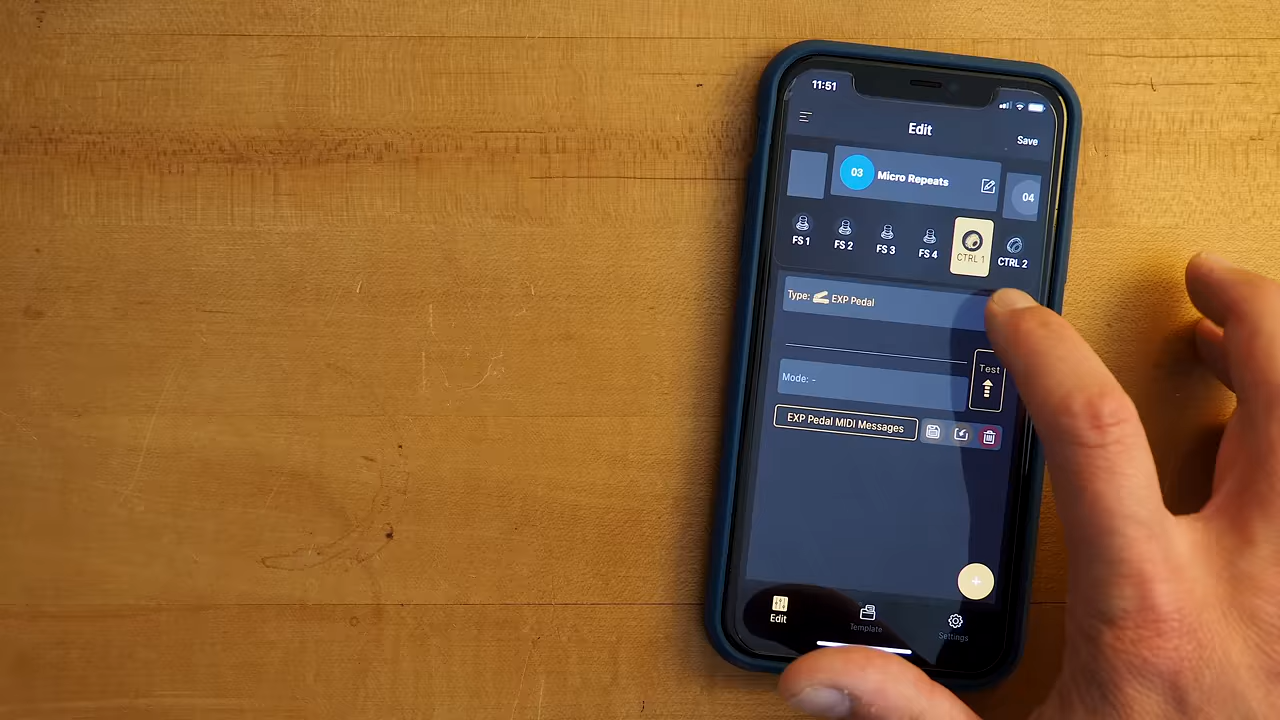 11:51
Edit
Save
03 Micro Repeats
04
FS 1 FS 2 FS 3 FS 4 CTRL 1 CTRL 2
Type: EXP Pedal
Test
Mode: -
EXP Pedal MIDI Messages
+
Edit Template Settings